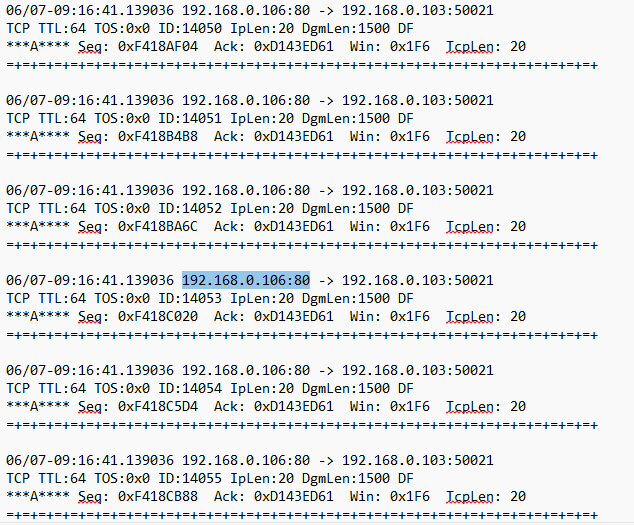 06/07-09:16:41.139036 192.168.0.106:80 -> 192.168.0.103:50021
TCP TTL:64 TOS:0x0 ID:14050 IpLen:20 DgmLen:1500 DF
***A**** Seq: 0xF418AF04  Ack: 0xD143ED61  Win: 0x1F6  TcpLen: 20
=+=+=+=+=+=+=+=+=+=+=+=+=+=+=+=+=+=+=+=+=+=+=+=+=+=+=+=+=+=+=+=+=+=+=+=+=+
06/07-09:16:41.139036 192.168.0.106:80 -> 192.168.0.103:50021
TCP TTL:64 TOS:0x0 ID:14051 IpLen:20 DgmLen:1500 DF
***A**** Seq: 0xF418B4B8  Ack: 0xD143ED61  Win: 0x1F6  TcpLen: 20
=+=+=+=+=+=+=+=+=+=+=+=+=+=+=+=+=+=+=+=+=+=+=+=+=+=+=+=+=+=+=+=+=+=+=+=+=+
06/07-09:16:41.139036 192.168.0.106:80 -> 192.168.0.103:50021
TCP TTL:64 TOS:0x0 ID:14052 IpLen:20 DgmLen:1500 DF
***A**** Seq: 0xF418BA6C  Ack: 0xD143ED61  Win: 0x1F6  TcpLen: 20
=+=+=+=+=+=+=+=+=+=+=+=+=+=+=+=+=+=+=+=+=+=+=+=+=+=+=+=+=+=+=+=+=+=+=+=+=+
06/07-09:16:41.139036 192.168.0.106:80 -> 192.168.0.103:50021
TCP TTL:64 TOS:0x0 ID:14053 IpLen:20 DgmLen:1500 DF
***A**** Seq: 0xF418C020  Ack: 0xD143ED61  Win: 0x1F6  TcpLen: 20
=+=+=+=+=+=+=+=+=+=+=+=+=+=+=+=+=+=+=+=+=+=+=+=+=+=+=+=+=+=+=+=+=+=+=+=+=+
06/07-09:16:41.139036 192.168.0.106:80 -> 192.168.0.103:50021
TCP TTL:64 TOS:0x0 ID:14054 IpLen:20 DgmLen:1500 DF
***A**** Seq: 0xF418C5D4  Ack: 0xD143ED61  Win: 0x1F6  TcpLen: 20
=+=+=+=+=+=+=+=+=+=+=+=+=+=+=+=+=+=+=+=+=+=+=+=+=+=+=+=+=+=+=+=+=+=+=+=+=+
06/07-09:16:41.139036 192.168.0.106:80 -> 192.168.0.103:50021
TCP TTL:64 TOS:0x0 ID:14055 IpLen:20 DgmLen:1500 DF
***A**** Seq: 0xF418CB88  Ack: 0xD143ED61  Win: 0x1F6  TcpLen: 20
=+=+=+=+=+=+=+=+=+=+=+=+=+=+=+=+=+=+=+=+=+=+=+=+=+=+=+=+=+=+=+=+=+=+=+=+=+